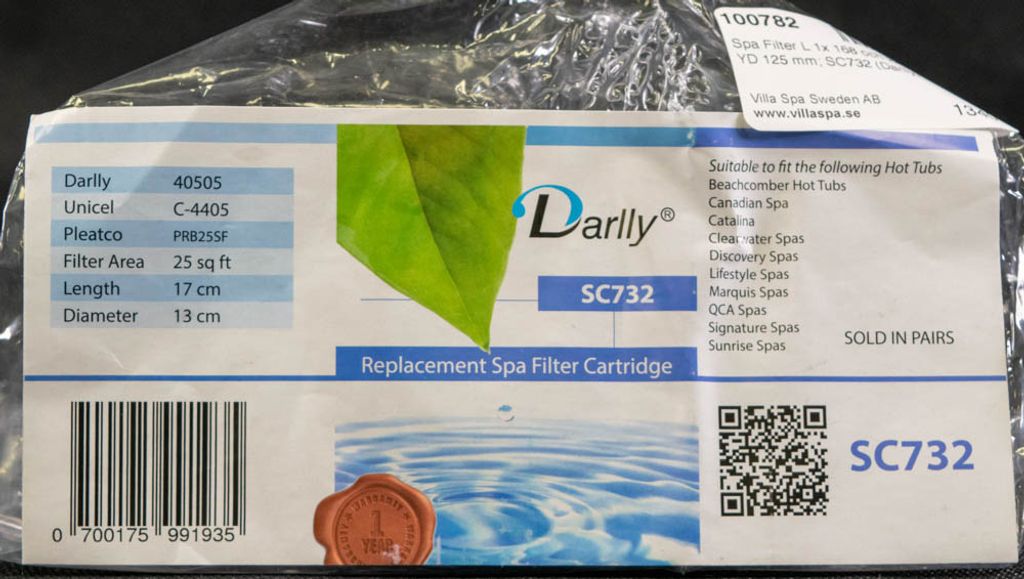 100782
Spa Filter L 1x 168
YD 125 mm; SC732
Villa Spa Sweden AB
www.villaspa.se
Darlly 40505
Unicel C-4405
Pleatco PRB25SF
Filter Area 25 sq ft
Length 17 cm
Diameter 13 cm
Darlly®
SC732
Replacement Spa Filter Cartridge
Suitable to fit the following Hot Tubs
Beachcomber Hot Tubs
Canadian Spa
Catalina
Clearwater Spas
Discovery Spas
Lifestyle Spas
Marquis Spas
QCA Spas
Signature Spas
Sunrise Spas
SOLD IN PAIRS
0 700175 991935
WARRANTY
1
YEAR
SC732